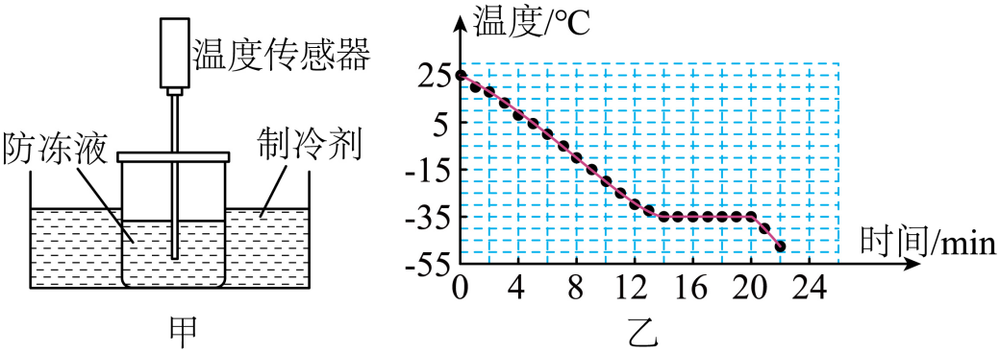 温度传感器
防冻液
制冷剂
甲
温度/℃
25
5
-15
-35
-55
0 4 8 12 16 20 24
时间/min
乙